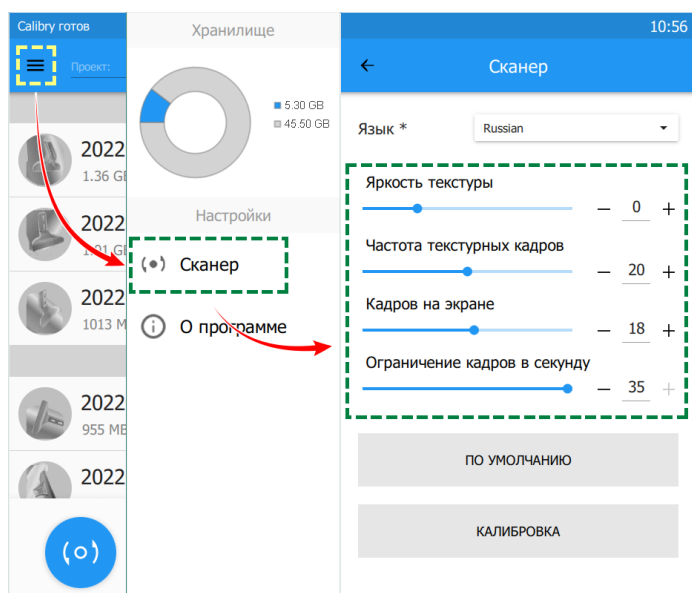 Calibry готов
Проект:
2022
1.36 G
2022
1.01 G
2022
1013 M
2022
955 MB
2022
Хранилище
5.30 GB
45.50 GB
Настройки
Сканер
О программе
10:56
Сканер
Язык *
Russian
Яркость текстуры
0
Частота текстурных кадров
20
Кадров на экране
18
Ограничение кадров в секунду
35
ПО УМОЛЧАНИЮ
КАЛИБРОВКА